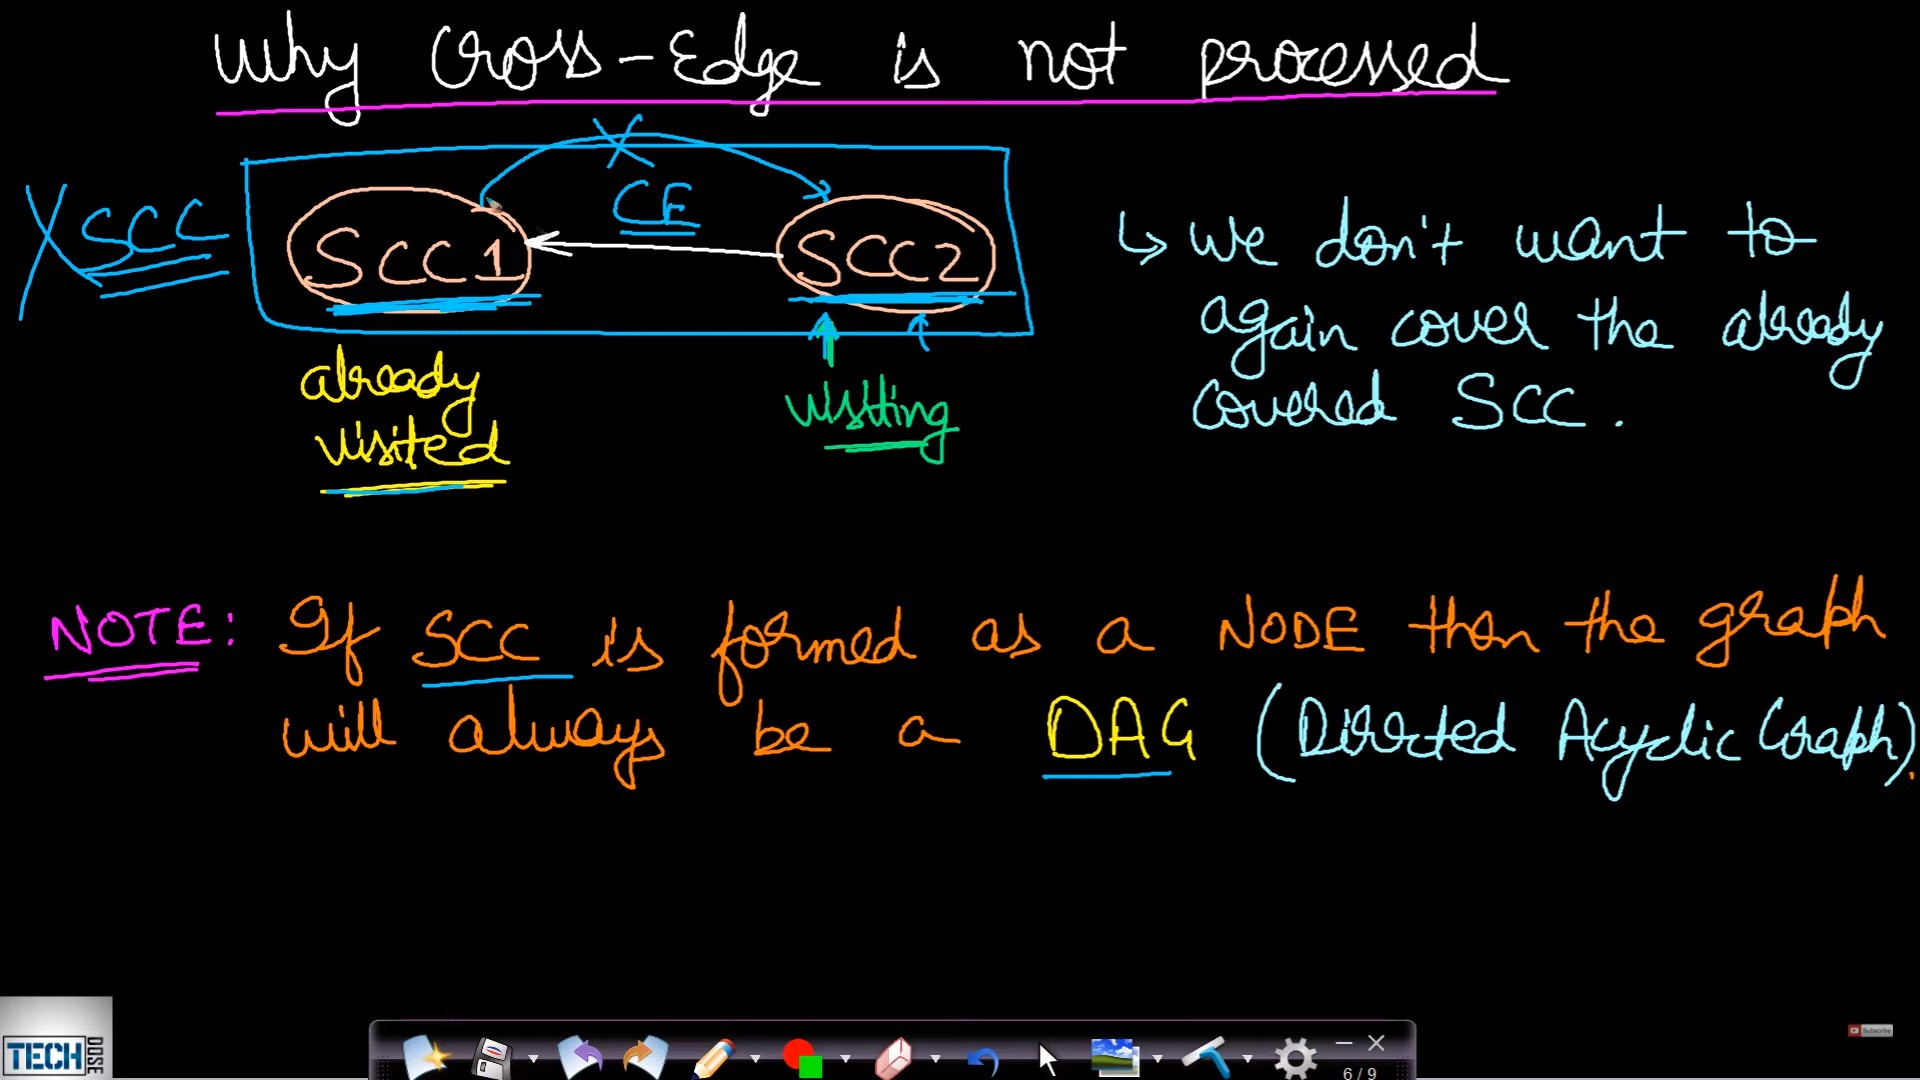 Why Cross-Edge is not processed
X SCC
SCC1
X
CE
SCC2
already
visited
visiting
↳ We don't want to
again cover the already
covered SCC.
NOTE: If SCC is formed as a NODE then the graph
will always be a DAG (Directed Acyclic Graph).
TECH DOSE
Subscribe
6 / 9